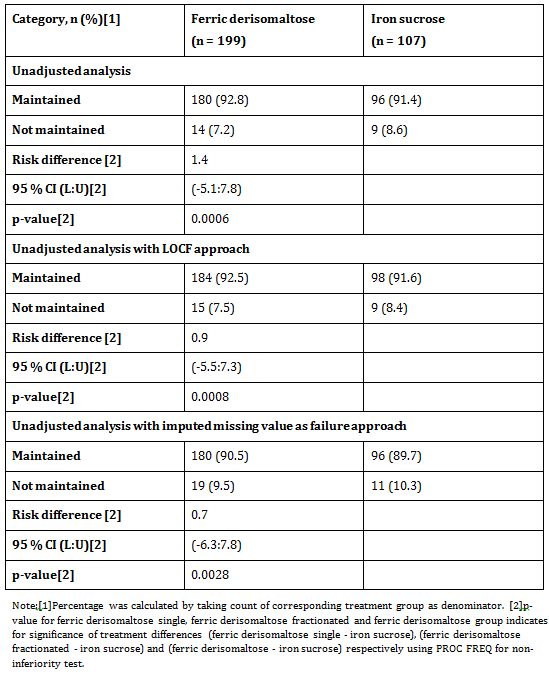 Category, n (%)[1] Ferric derisomaltose Iron sucrose
(n = 199) (n = 107)
Unadjusted analysis
Maintained 180 (92.8) 96 (91.4)
Not maintained 14 (7.2) 9 (8.6)
Risk difference [2] 1.4
95 % CI (L:U)[2] (-5.1:7.8)
p-value[2] 0.0006
Unadjusted analysis with LOCF approach
Maintained 184 (92.5) 98 (91.6)
Not maintained 15 (7.5) 9 (8.4)
Risk difference [2] 0.9
95 % CI (L:U)[2] (-5.5:7.3)
p-value[2] 0.0008
Unadjusted analysis with imputed missing value as failure approach
Maintained 180 (90.5) 96 (89.7)
Not maintained 19 (9.5) 11 (10.3)
Risk difference [2] 0.7
95 % CI (L:U)[2] (-6.3:7.8)
p-value[2] 0.0028
Note;[1]Percentage was calculated by taking count of corresponding treatment group as denominator. [2]p-
value for ferric derisomaltose single, ferric derisomaltose fractionated and ferric derisomaltose group indicates
for significance of treatment differences (ferric derisomaltose single - iron sucrose), (ferric derisomaltose
fractionated - iron sucrose) and (ferric derisomaltose - iron sucrose) respectively using PROC FREQ for non-
inferiority test.